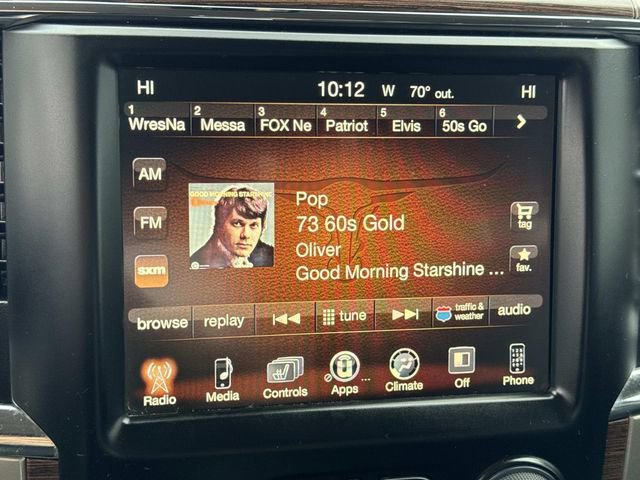 HI 10:12 W 70° out. HI
1 WresNa 2 Messa 3 FOX Ne 4 Patriot 5 Elvis 6 50s Go
AM
FM
sxm
GOOD MORNING STARSHINE
Pop
73 60s Gold
Oliver
Good Morning Starshine ...
tag
fav.
browse replay tune traffic & weather audio
Radio Media Controls Apps ... Climate Off Phone